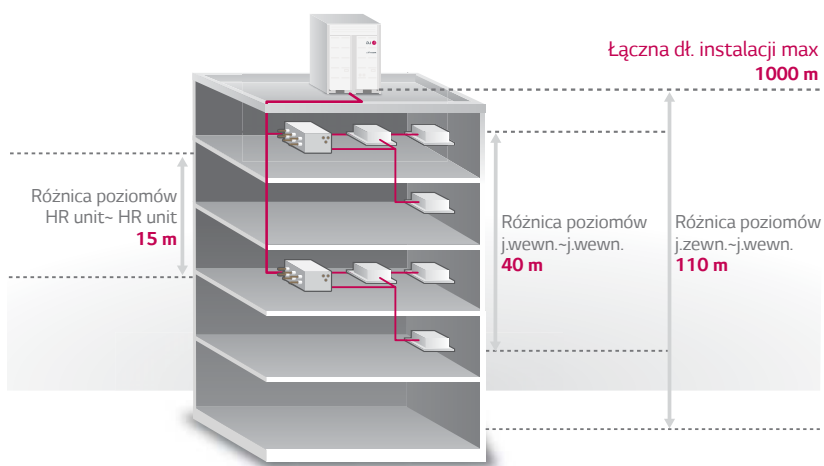 Łączna dł. instalacji max
1000 m
Różnica poziomów
HR unit~ HR unit
15 m
Różnica poziomów
j.wewn.~j.wewn.
40 m
Różnica poziomów
j.zewn.~j.wewn.
110 m